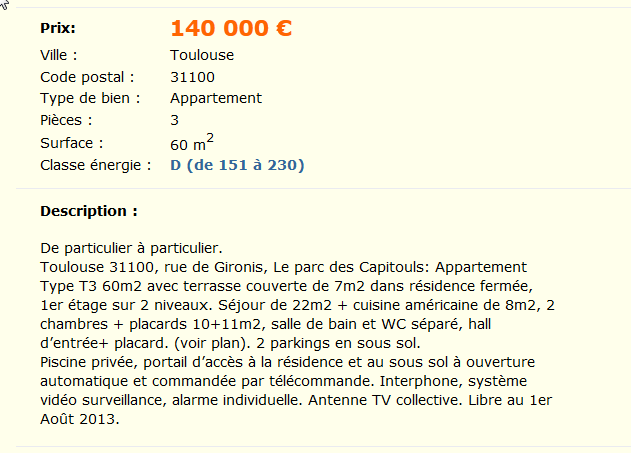 Prix: 140 000 €
Ville : Toulouse
Code postal : 31100
Type de bien : Appartement
Pièces : 3
Surface : 60 m2
Classe énergie : D (de 151 à 230)
Description :
De particulier à particulier.
Toulouse 31100, rue de Gironis, Le parc des Capitouls: Appartement
Type T3 60m2 avec terrasse couverte de 7m2 dans résidence fermée,
1er étage sur 2 niveaux. Séjour de 22m2 + cuisine américaine de 8m2, 2
chambres + placards 10+11m2, salle de bain et WC séparé, hall
d’entrée+ placard. (voir plan). 2 parkings en sous sol.
Piscine privée, portail d’accès à la résidence et au sous sol à ouverture
automatique et commandée par télécommande. Interphone, système
vidéo surveillance, alarme individuelle. Antenne TV collective. Libre au 1er
Août 2013.